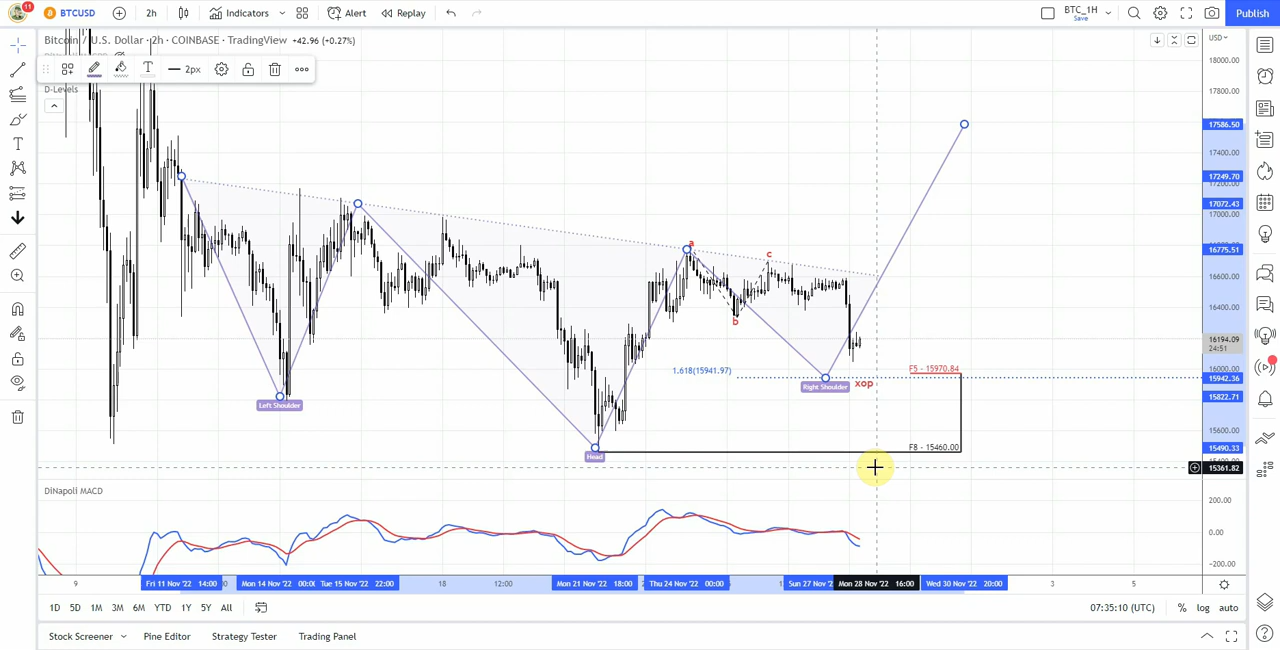 11 BTCUSD 2h Indicators Alert Replay BTC_1H Save Publish
Bitcoin / U.S. Dollar · 2h · COINBASE · TradingView +42.96 (+0.27%)
USD
2px
D-Levels
18000.00
17800.00
17586.50
17400.00
17249.70
17200.00
17072.43
17000.00
16775.51
16600.00
16400.00
16194.09
24:51
16000.00
15942.36
15822.71
15600.00
15490.33
15361.82
a
c
b
1.618(15941.97)
F5 - 15970.84
Right Shoulder
xop
Left Shoulder
F8 - 15460.00
Head
DiNapoli MACD
200.00
0.00
-200.00
9 Fri 11 Nov '22 14:00 Mon 14 Nov '22 00:0 Tue 15 Nov '22 22:00 18 12:00 Mon 21 Nov '22 18:00 Thu 24 Nov '22 00:00 Sun 27 Nov '2 Mon 28 Nov '22 16:00 Wed 30 Nov '22 20:00 3 5
1D 5D 1M 3M 6M YTD 1Y 5Y All 07:35:10 (UTC) % log auto
Stock Screener Pine Editor Strategy Tester Trading Panel